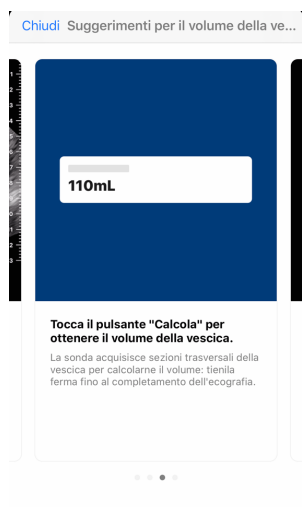 Chiudi Suggerimenti per il volume della ve...
110mL
Tocca il pulsante "Calcola" per
ottenere il volume della vescica.
La sonda acquisisce sezioni trasversali della
vescica per calcolarne il volume: tienila
ferma fino al completamento dell'ecografia.